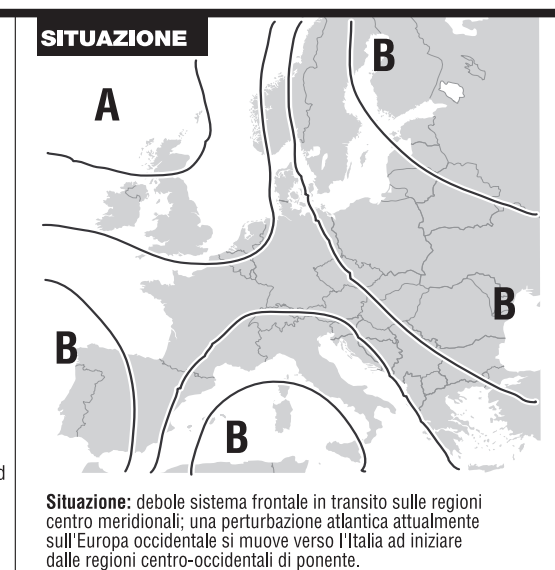 SITUAZIONE
A
B
B
B
B
d
Situazione: debole sistema frontale in transito sulle regioni
centro meridionali; una perturbazione atlantica attualmente
sull'Europa occidentale si muove verso l'Italia ad iniziare
dalle regioni centro-occidentali di ponente.